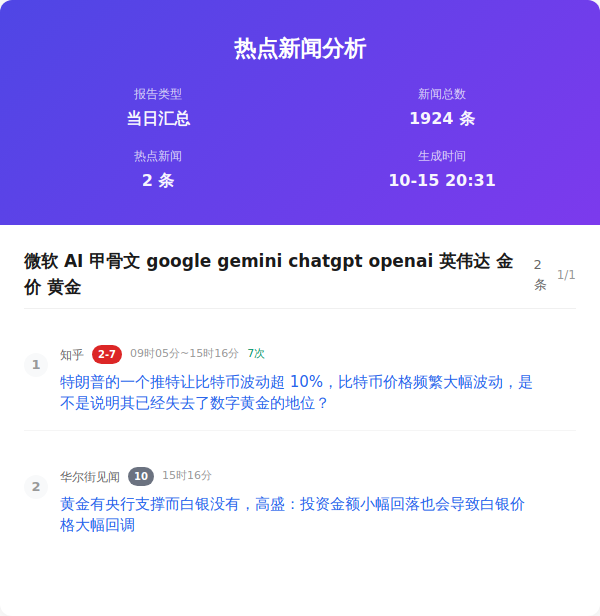 热点新闻分析
报告类型
新闻总数
当日汇总
1924 条
热点新闻
生成时间
2 条
10-15 20:31
微软 AI 甲骨文 google gemini chatgpt openai 英伟达 金
价 黄金
2
条
1/1
1
知乎 2-7 09时05分~15时16分 7次
特朗普的一个推特让比特币波动超 10%，比特币价格频繁大幅波动，是
不是说明其已经失去了数字黄金的地位？
2
华尔街见闻 10 15时16分
黄金有央行支撑而白银没有，高盛：投资金额小幅回落也会导致白银价
格大幅回调